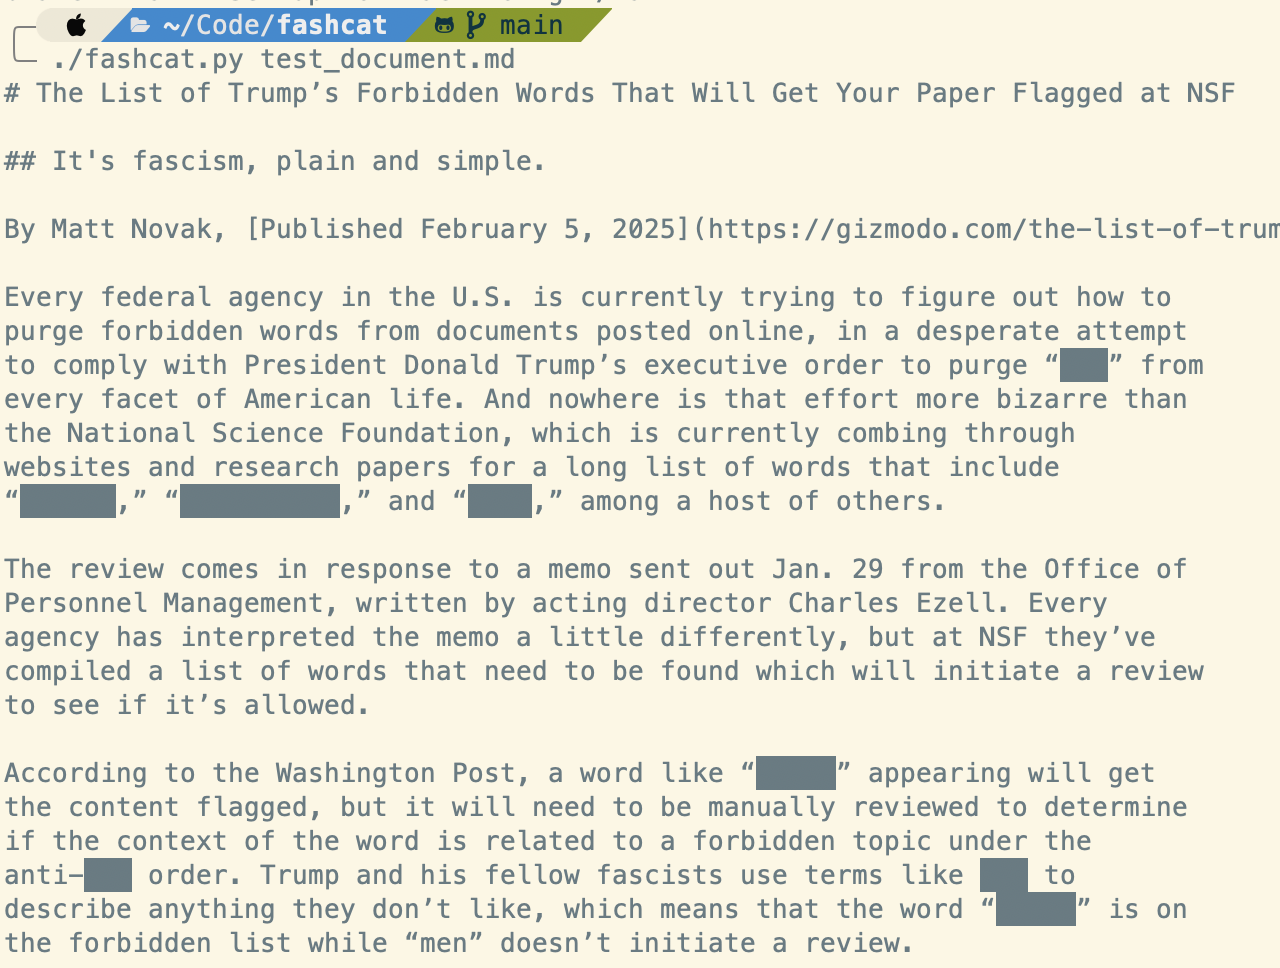 ~/Code/fashcat main
./fashcat.py test_document.md
# The List of Trump’s Forbidden Words That Will Get Your Paper Flagged at NSF
## It's fascism, plain and simple.
By Matt Novak, [Published February 5, 2025](https://gizmodo.com/the-list-of-trum
Every federal agency in the U.S. is currently trying to figure out how to
purge forbidden words from documents posted online, in a desperate attempt
to comply with President Donald Trump’s executive order to purge “███” from
every facet of American life. And nowhere is that effort more bizarre than
the National Science Foundation, which is currently combing through
websites and research papers for a long list of words that include
“██████,” “██████████,” and “████,” among a host of others.
The review comes in response to a memo sent out Jan. 29 from the Office of
Personnel Management, written by acting director Charles Ezell. Every
agency has interpreted the memo a little differently, but at NSF they’ve
compiled a list of words that need to be found which will initiate a review
to see if it’s allowed.
According to the Washington Post, a word like “█████” appearing will get
the content flagged, but it will need to be manually reviewed to determine
if the context of the word is related to a forbidden topic under the
anti-███ order. Trump and his fellow fascists use terms like ███ to
describe anything they don’t like, which means that the word “█████” is on
the forbidden list while “men” doesn’t initiate a review.